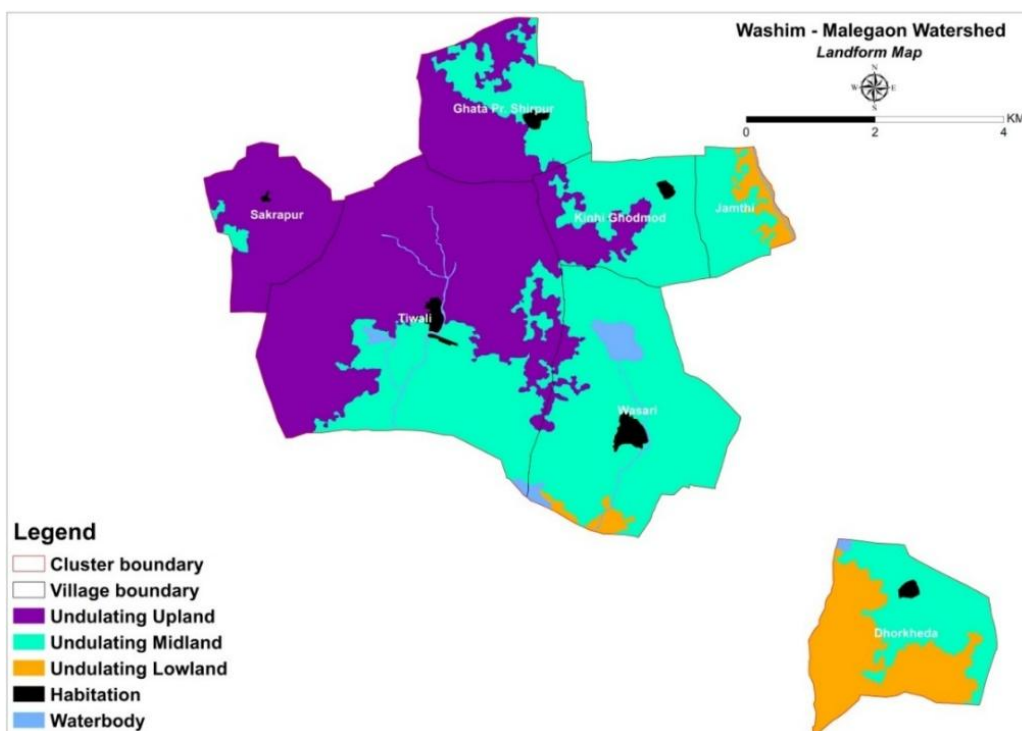 Washim - Malegaon Watershed
Landform Map
N
W E
S
KM
0 2 4
Ghata Pr. Shirpur
Sakrapur
Kinhi Ghodmod
Jamthi
Tiwali
Wasari
Dhorkheda
Legend
Cluster boundary
Village boundary
Undulating Upland
Undulating Midland
Undulating Lowland
Habitation
Waterbody